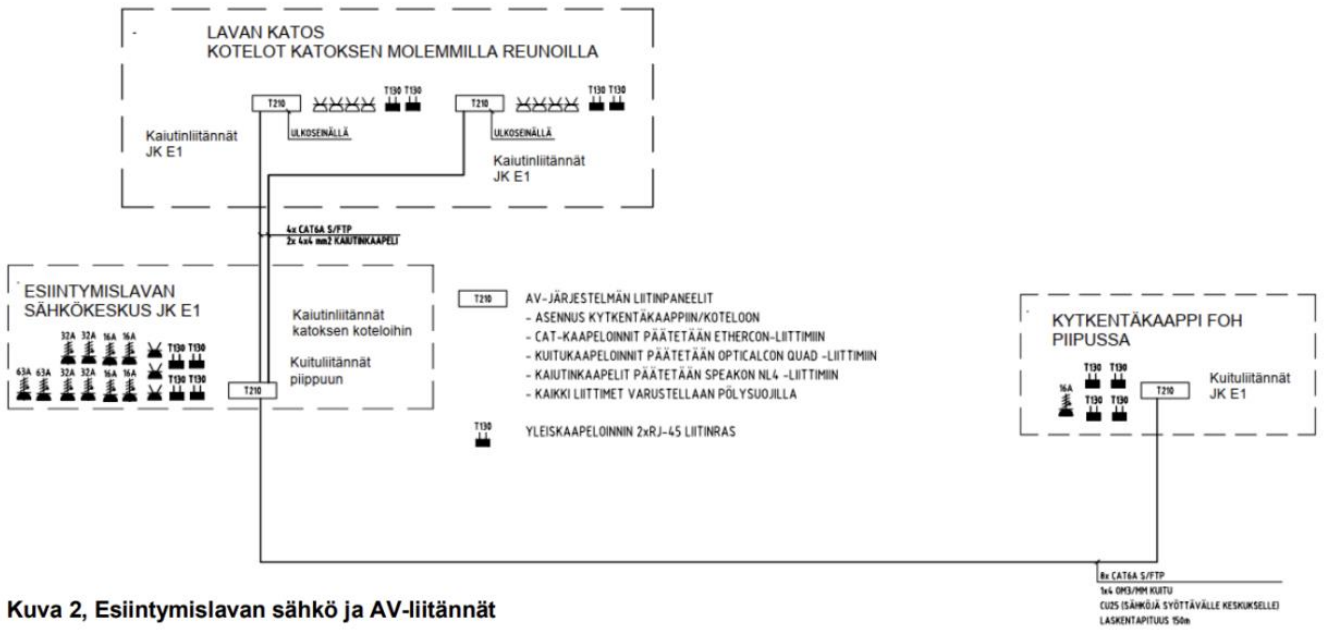 LAVAN KATOS
KOTELOT KATOKSEN MOLEMMILLA REUNOILLA
T210
T130 T130
T210
T130 T130
ULKOSEINÄLLÄ
ULKOSEINÄLLÄ
Kaiutinliitännät
JK E1
Kaiutinliitännät
JK E1
4x CAT6A S/FTP
2x 4x4 mm2 KAIUTINKAAPELI
ESIINTYMISLAVAN
SÄHKÖKESKUS JK E1
32A 32A 16A 16A
T130 T130
63A 63A 32A 32A 16A 16A
T130 T130
Kaiutinliitännät
katoksen koteloihin
Kuituliitännät
piippuun
T210
T210
AV-JÄRJESTELMÄN LIITINPANEELIT
- ASENNUS KYTKENTÄKAAPPIIN/KOTELOON
- CAT-KAAPELOINNIT PÄÄTETÄÄN ETHERCON-LIITTIMIIN
- KUITUKAAPELOINNIT PÄÄTETÄÄN OPTICALCON QUAD -LIITTIMIIN
- KAIUTINKAAPELIT PÄÄTETÄÄN SPEAKON NL4 -LIITTIMIIN
- KAIKKI LIITTIMET VARUSTELLAAN PÖLYSUOJILLA
T130
YLEISKAAPELOINNIN 2xRJ-45 LIITINRAS
KYTKENTÄKAAPPI FOH
PIIPUSSA
T130 T130
16A
T130 T130
T210
Kuituliitännät
JK E1
8x CAT6A S/FTP
1x4 OM3/MM KUITU
CU25 (SÄHKÖJÄ SYÖTTÄVÄLLE KESKUKSELLE)
LASKENTAPITUUS 150m
Kuva 2, Esiintymislavan sähkö ja AV-liitännät